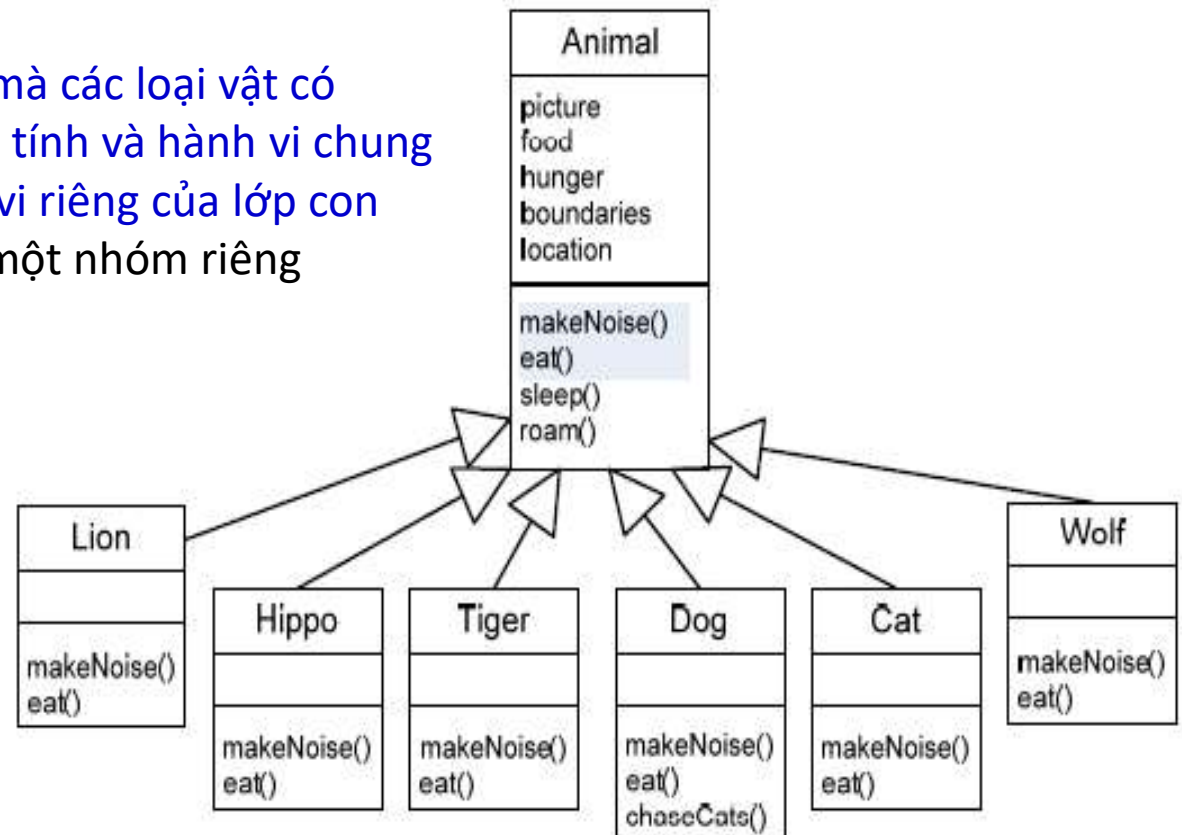 mà các loại vật có
tính và hành vi chung
vi riêng của lớp con
một nhóm riêng
Animal
picture
food
hunger
boundaries
location
makeNoise()
eat()
sleep()
roam()
Lion
makeNoise()
eat()
Hippo
makeNoise()
eat()
Tiger
makeNoise()
eat()
Dog
makeNoise()
eat()
chaseCats()
Cat
makeNoise()
eat()
Wolf
makeNoise()
eat()